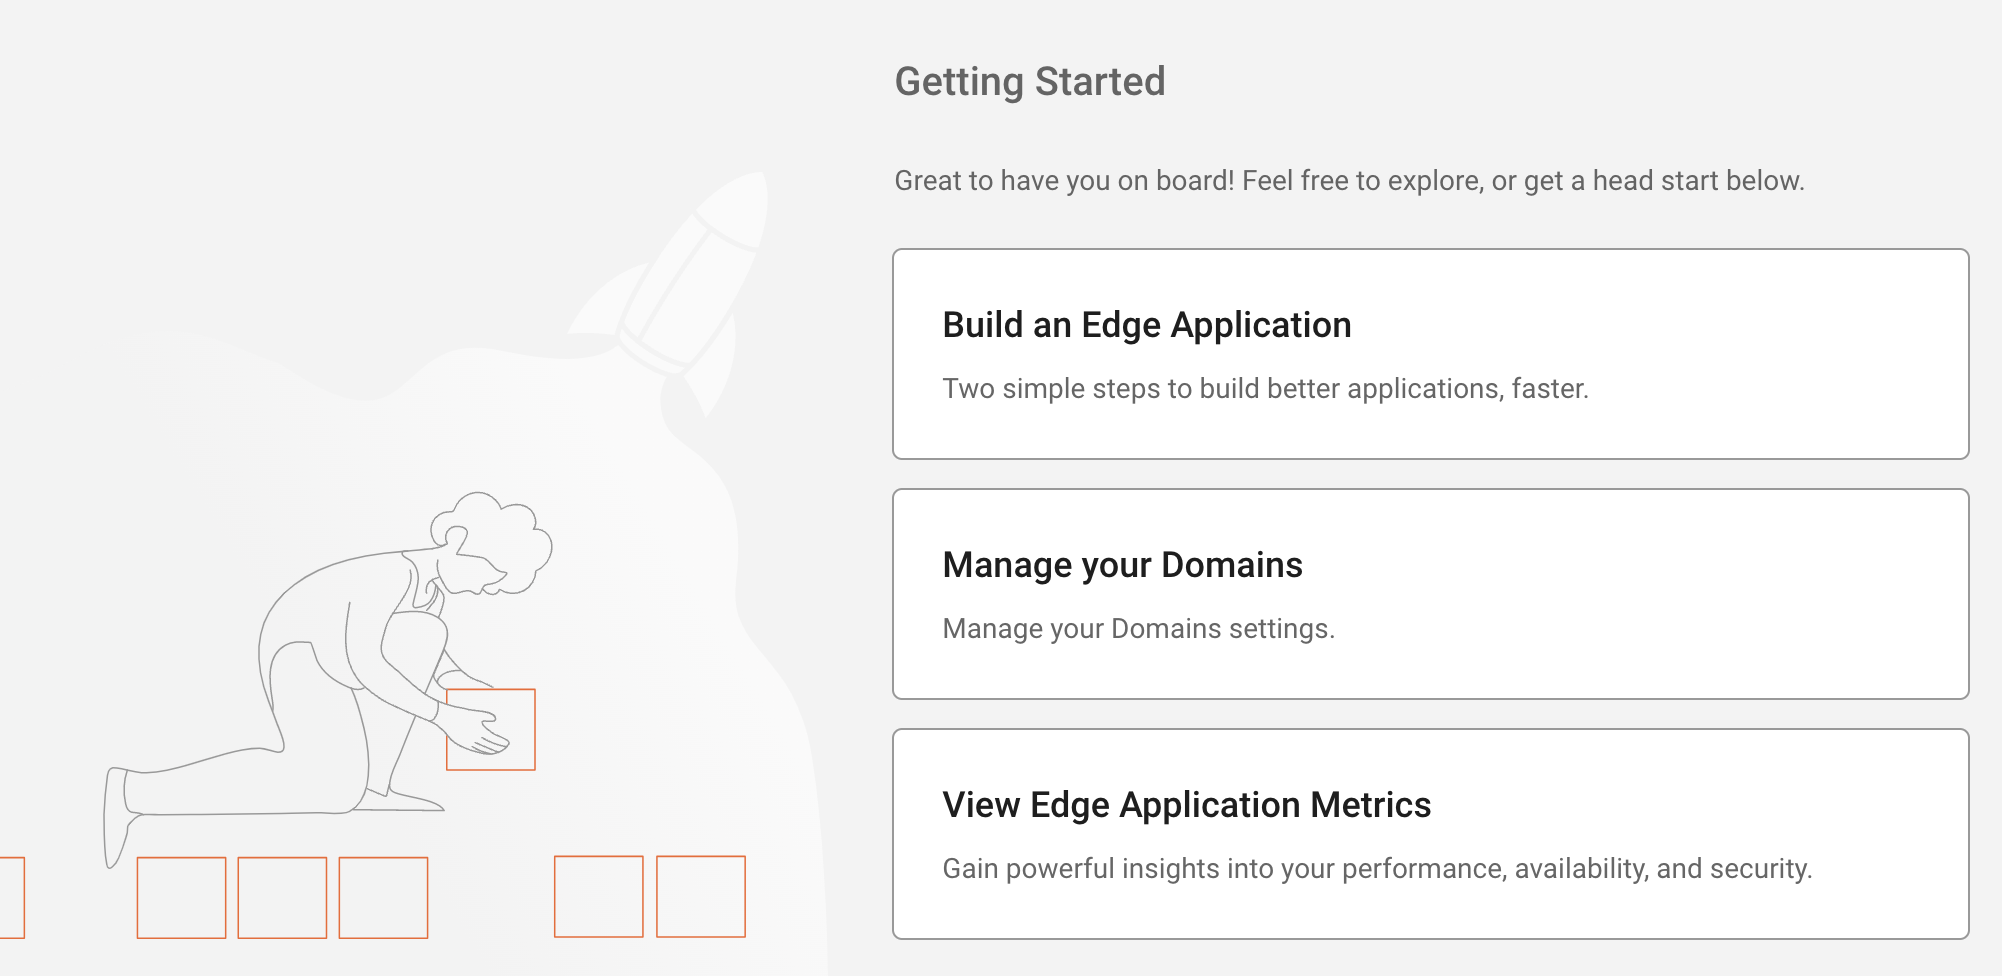 Getting Started
Great to have you on board! Feel free to explore, or get a head start below.
Build an Edge Application
Two simple steps to build better applications, faster.
Manage your Domains
Manage your Domains settings.
View Edge Application Metrics
Gain powerful insights into your performance, availability, and security.